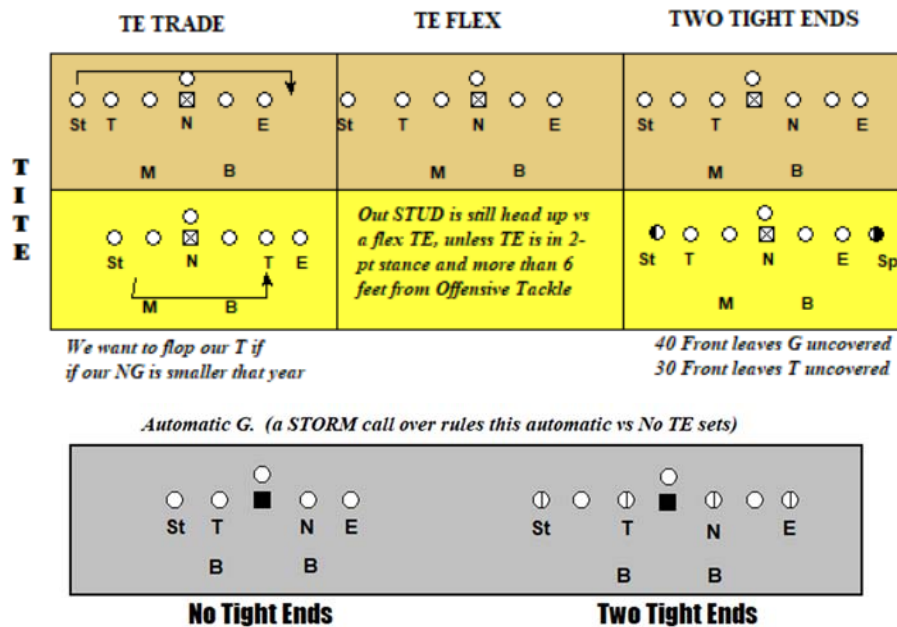 TE TRADE TE FLEX TWO TIGHT ENDS
TITE
St T N E
M B
St T N E
M B
St T N E
M B
St N T E
M B
Out STUD is still head up vs
a flex TE, unless TE is in 2-
pt stance and more than 6
feet from Offensive Tackle
St T N E Sp
M B
We want to flop our T if
if our NG is smaller that year
40 Front leaves G uncovered
30 Front leaves T uncovered
Automatic G. (a STORM call over rules this automatic vs No TE sets)
St T N E
B B
St T N E
B B
No Tight Ends Two Tight Ends